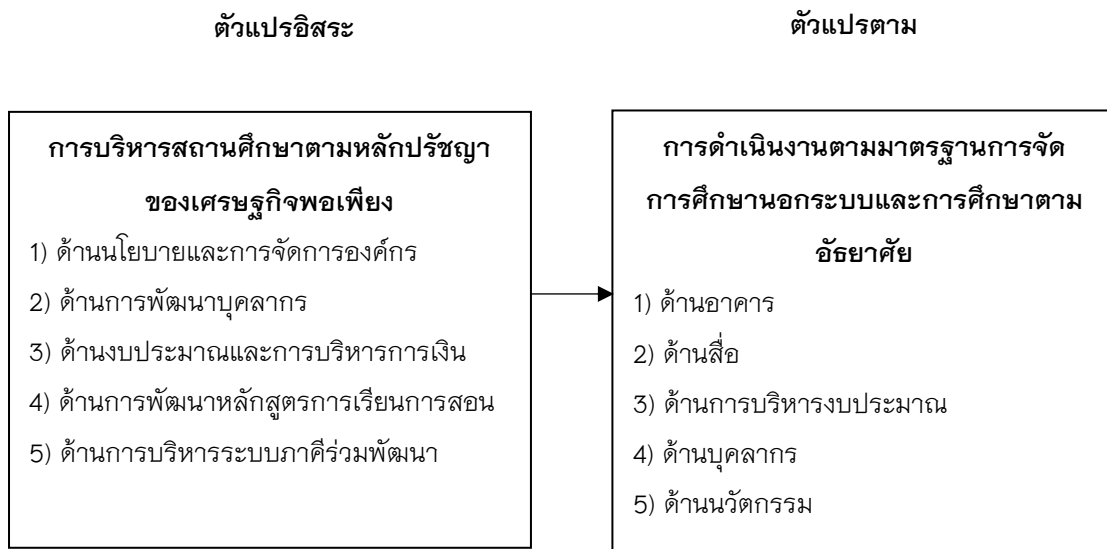 ตัวแปรอิสระ
ตัวแปรตาม
การบริหารสถานศึกษาตามหลักปรัชญา
ของเศรษฐกิจพอเพียง
1) ด้านนโยบายและการจัดการองค์กร
2) ด้านการพัฒนาบุคลากร
3) ด้านงบประมาณและการบริหารการเงิน
4) ด้านการพัฒนาหลักสูตรการเรียนการสอน
5) ด้านการบริหารระบบภาคีร่วมพัฒนา
การดำเนินงานตามมาตรฐานการจัด
การศึกษานอกระบบและการศึกษาตาม
อัธยาศัย
1) ด้านอาคาร
2) ด้านสื่อ
3) ด้านการบริหารงบประมาณ
4) ด้านบุคลากร
5) ด้านนวัตกรรม